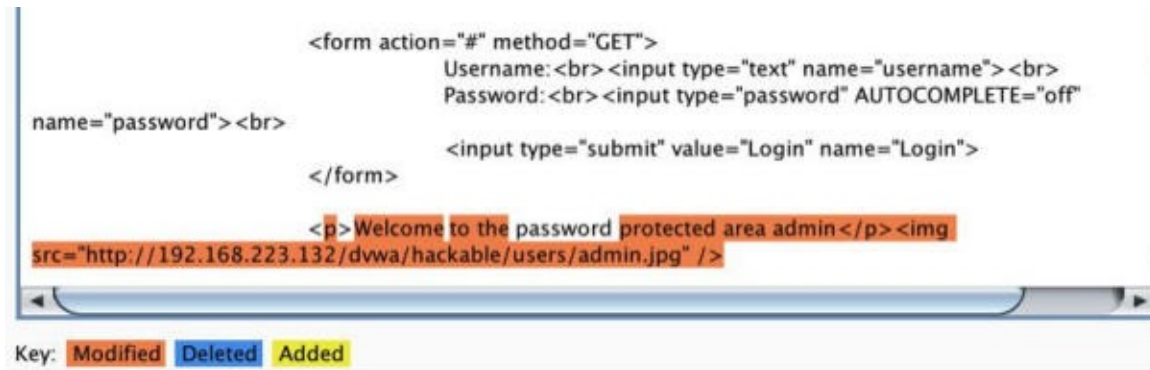 <form action="#" method="GET">
Username:<br><input type="text" name="username"><br>
Password:<br><input type="password" AUTOCOMPLETE="off"
name="password"><br>
<input type="submit" value="Login" name="Login">
</form>
<p>Welcome to the password protected area admin</p><img
src="http://192.168.223.132/dvwa/hackable/users/admin.jpg" />
Key: Modified Deleted Added